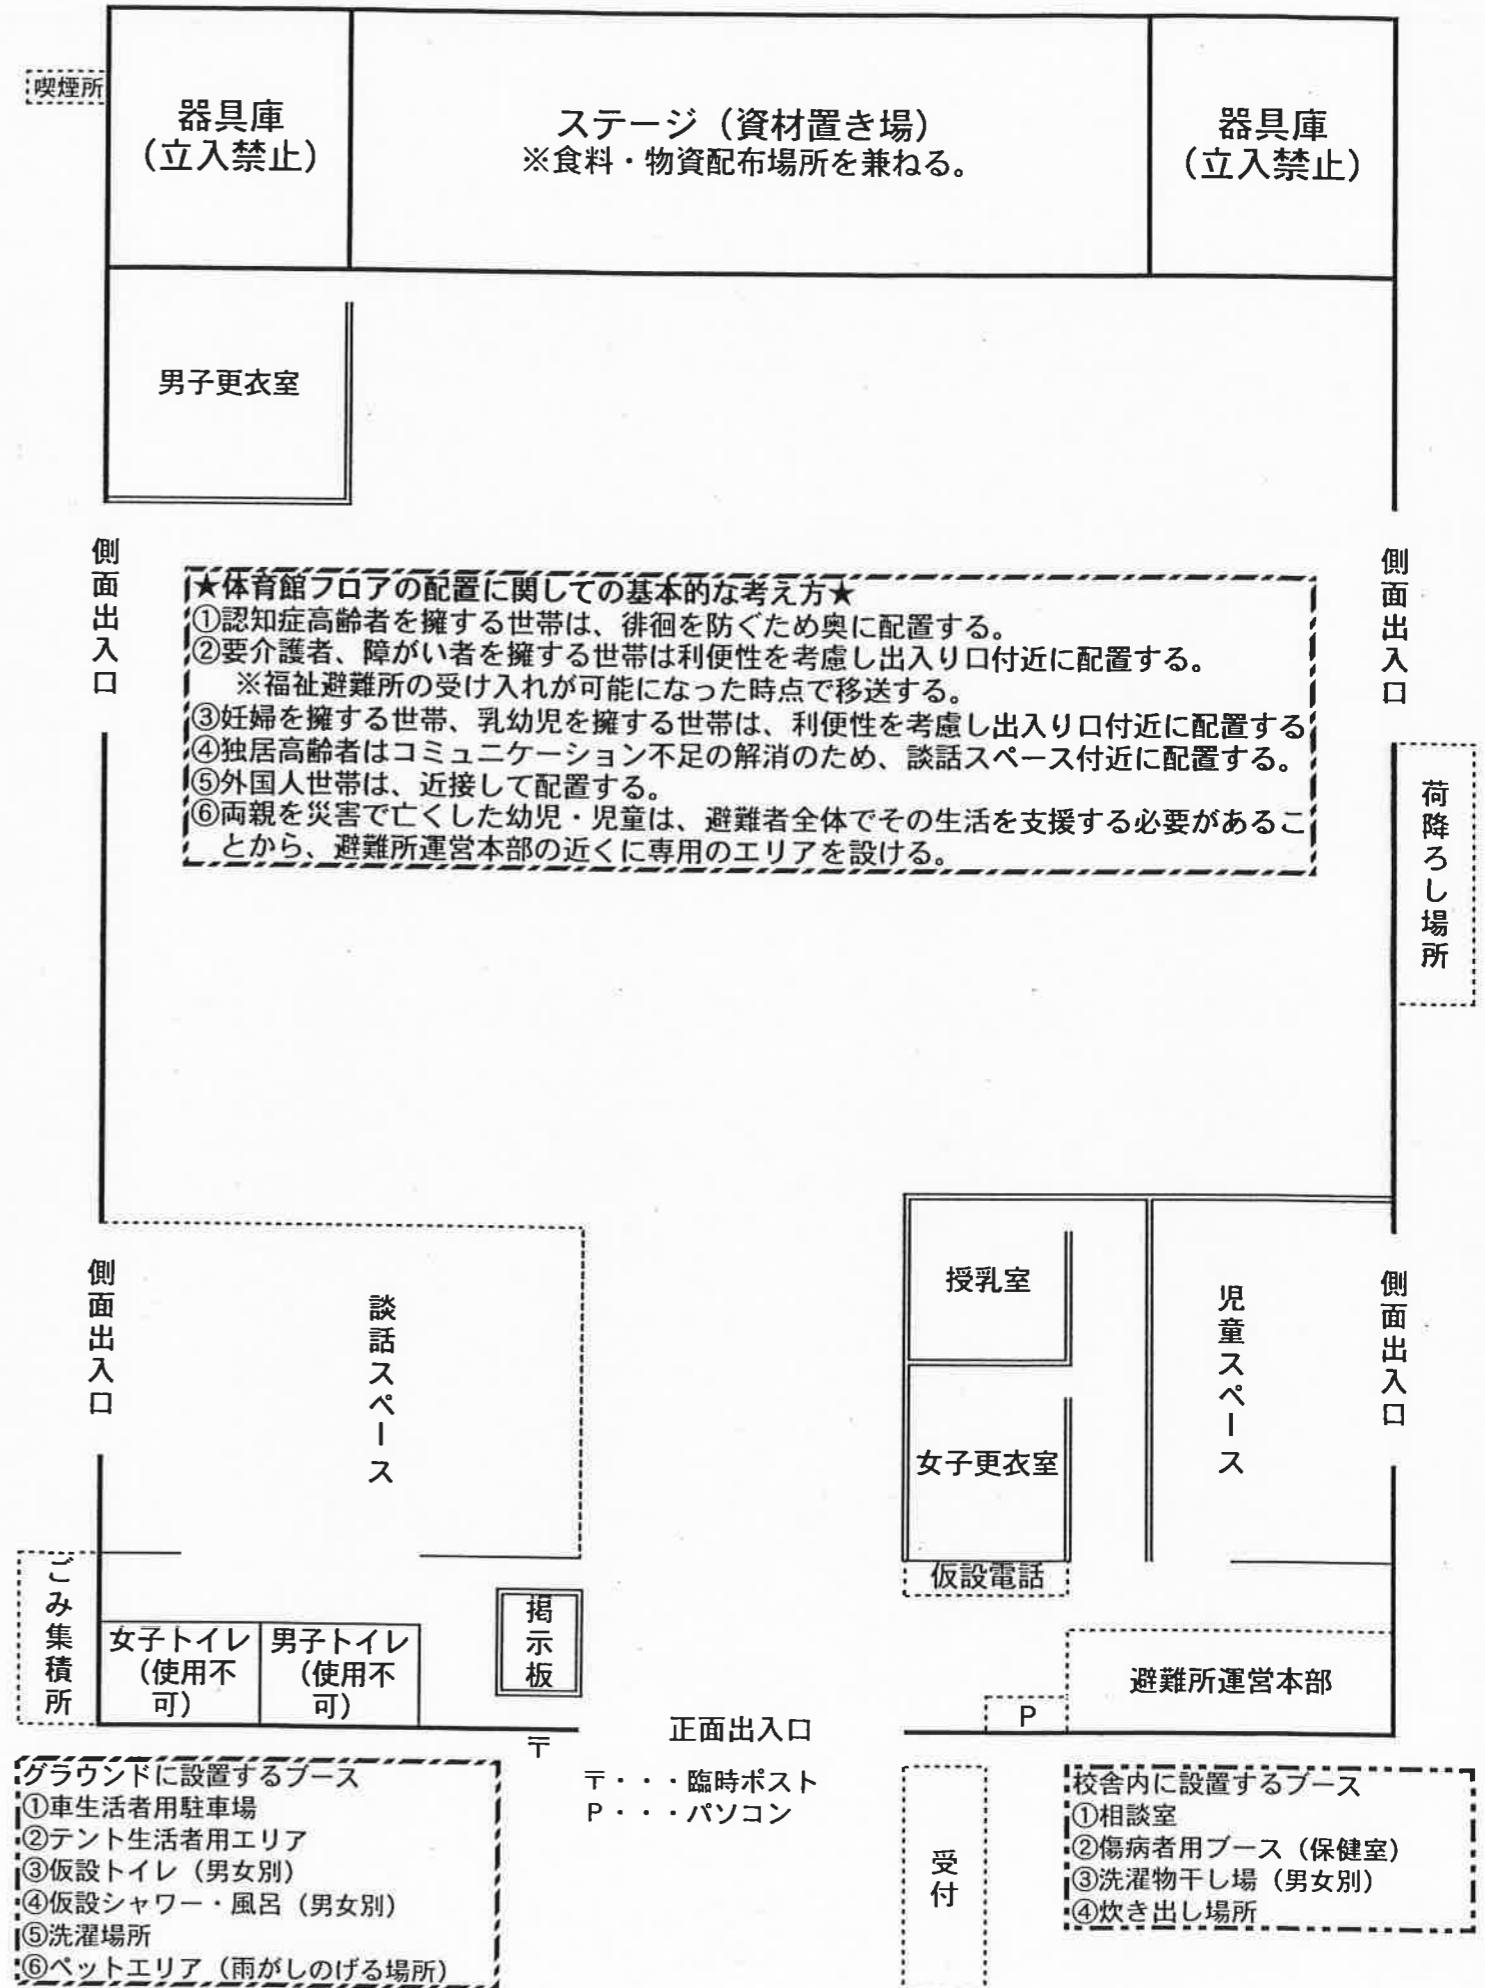 喫煙所
器具庫
（立入禁止）
ステージ（資材置き場）
※食料・物資配布場所を兼ねる。
器具庫
（立入禁止）
男子更衣室
側面出入口
側面出入口
★体育館フロアの配置に関しての基本的な考え方★
①認知症高齢者を擁する世帯は、徘徊を防ぐため奥に配置する。
②要介護者、障がい者を擁する世帯は利便性を考慮し出入り口付近に配置する。
※福祉避難所の受け入れが可能になった時点で移送する。
③妊婦を擁する世帯、乳幼児を擁する世帯は、利便性を考慮し出入り口付近に配置する
④独居高齢者はコミュニケーション不足の解消のため、談話スペース付近に配置する。
⑤外国人世帯は、近接して配置する。
⑥両親を災害で亡くした幼児・児童は、避難者全体でその生活を支援する必要があるこ
とから、避難所運営本部の近くに専用のエリアを設ける。
荷降ろし場所
側面出入口
談話スペース
授乳室
児童スペース
側面出入口
女子更衣室
仮設電話
ごみ集積所
女子トイレ
（使用不
可）
男子トイレ
（使用不
可）
掲示板
避難所運営本部
P
〒
正面出入口
〒・・・臨時ポスト
P・・・パソコン
受付
グラウンドに設置するブース
①車生活者用駐車場
②テント生活者用エリア
③仮設トイレ（男女別）
④仮設シャワー・風呂（男女別）
⑤洗濯場所
⑥ペットエリア（雨がしのげる場所）
校舎内に設置するブース
①相談室
②傷病者用ブース（保健室）
③洗濯物干し場（男女別）
④炊き出し場所